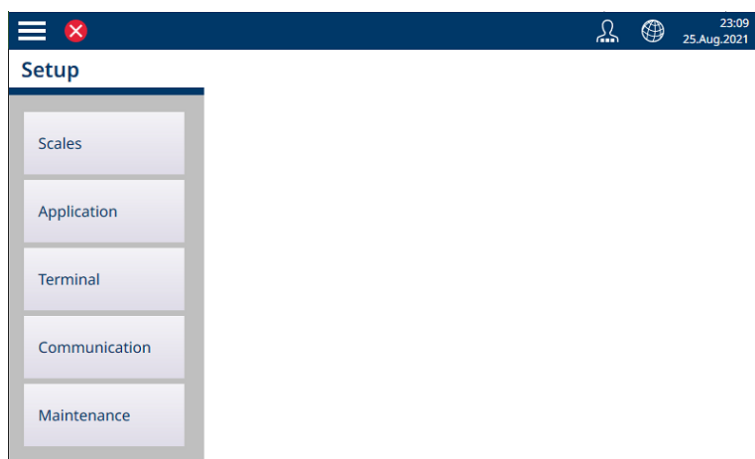 23:09
25.Aug.2021
Setup
Scales
Application
Terminal
Communication
Maintenance